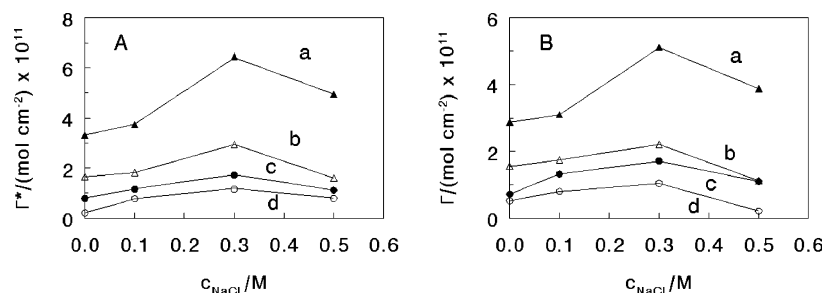 A
Γ*/(mol cm⁻²) x 10¹¹
8
6
4
2
0
a
b
c
d
0.0 0.1 0.2 0.3 0.4 0.5 0.6
c_NaCl/M
B
Γ/(mol cm⁻²) x 10¹¹
6
4
2
0
a
b
c
d
0.0 0.1 0.2 0.3 0.4 0.5 0.6
c_NaCl/M